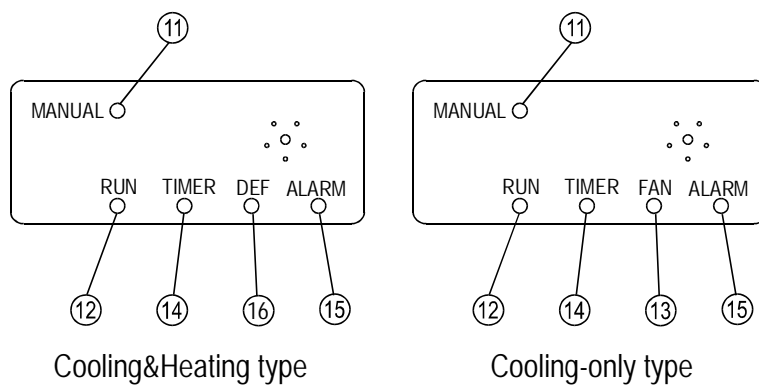 ⑪ ⑪
MANUAL MANUAL
RUN TIMER DEF ALARM RUN TIMER FAN ALARM
⑫ ⑭ ⑯ ⑮ ⑫ ⑭ ⑬ ⑮
Cooling&Heating type Cooling-only type